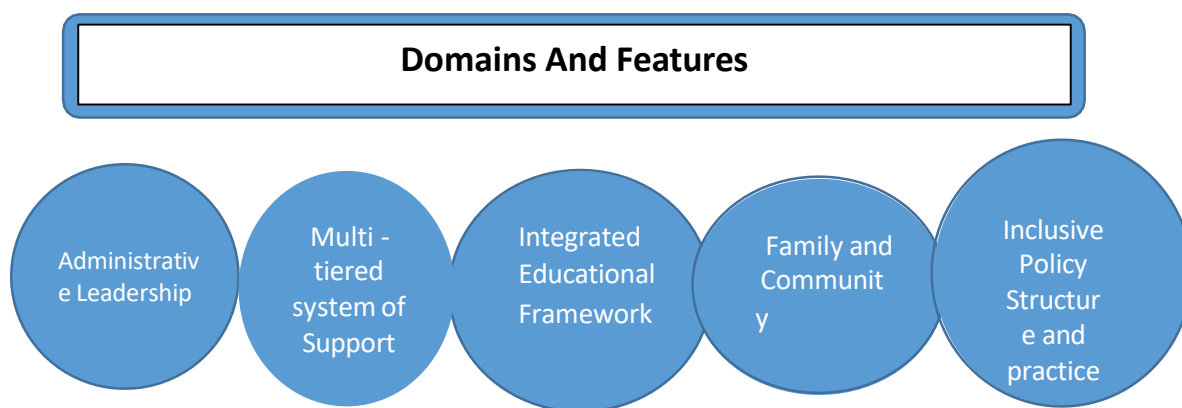 Domains And Features
Administrativ
e Leadership
Multi -
tiered
system of
Support
Integrated
Educational
Framework
Family and
Communit
y
Inclusive
Policy
Structur
e and
practice